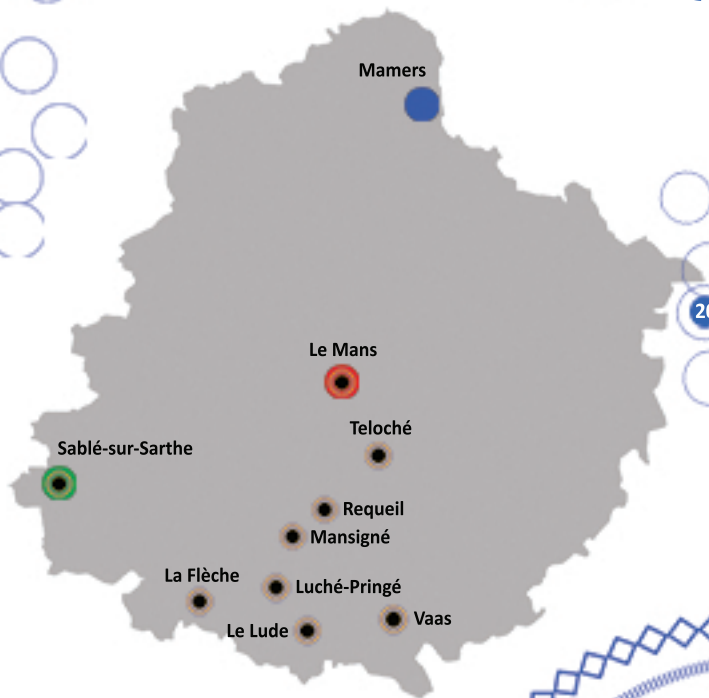 Mamers
Le Mans
Teloché
Sablé-sur-Sarthe
Requeil
Mansigné
La Flèche
Luché-Pringé
Le Lude
Vaas